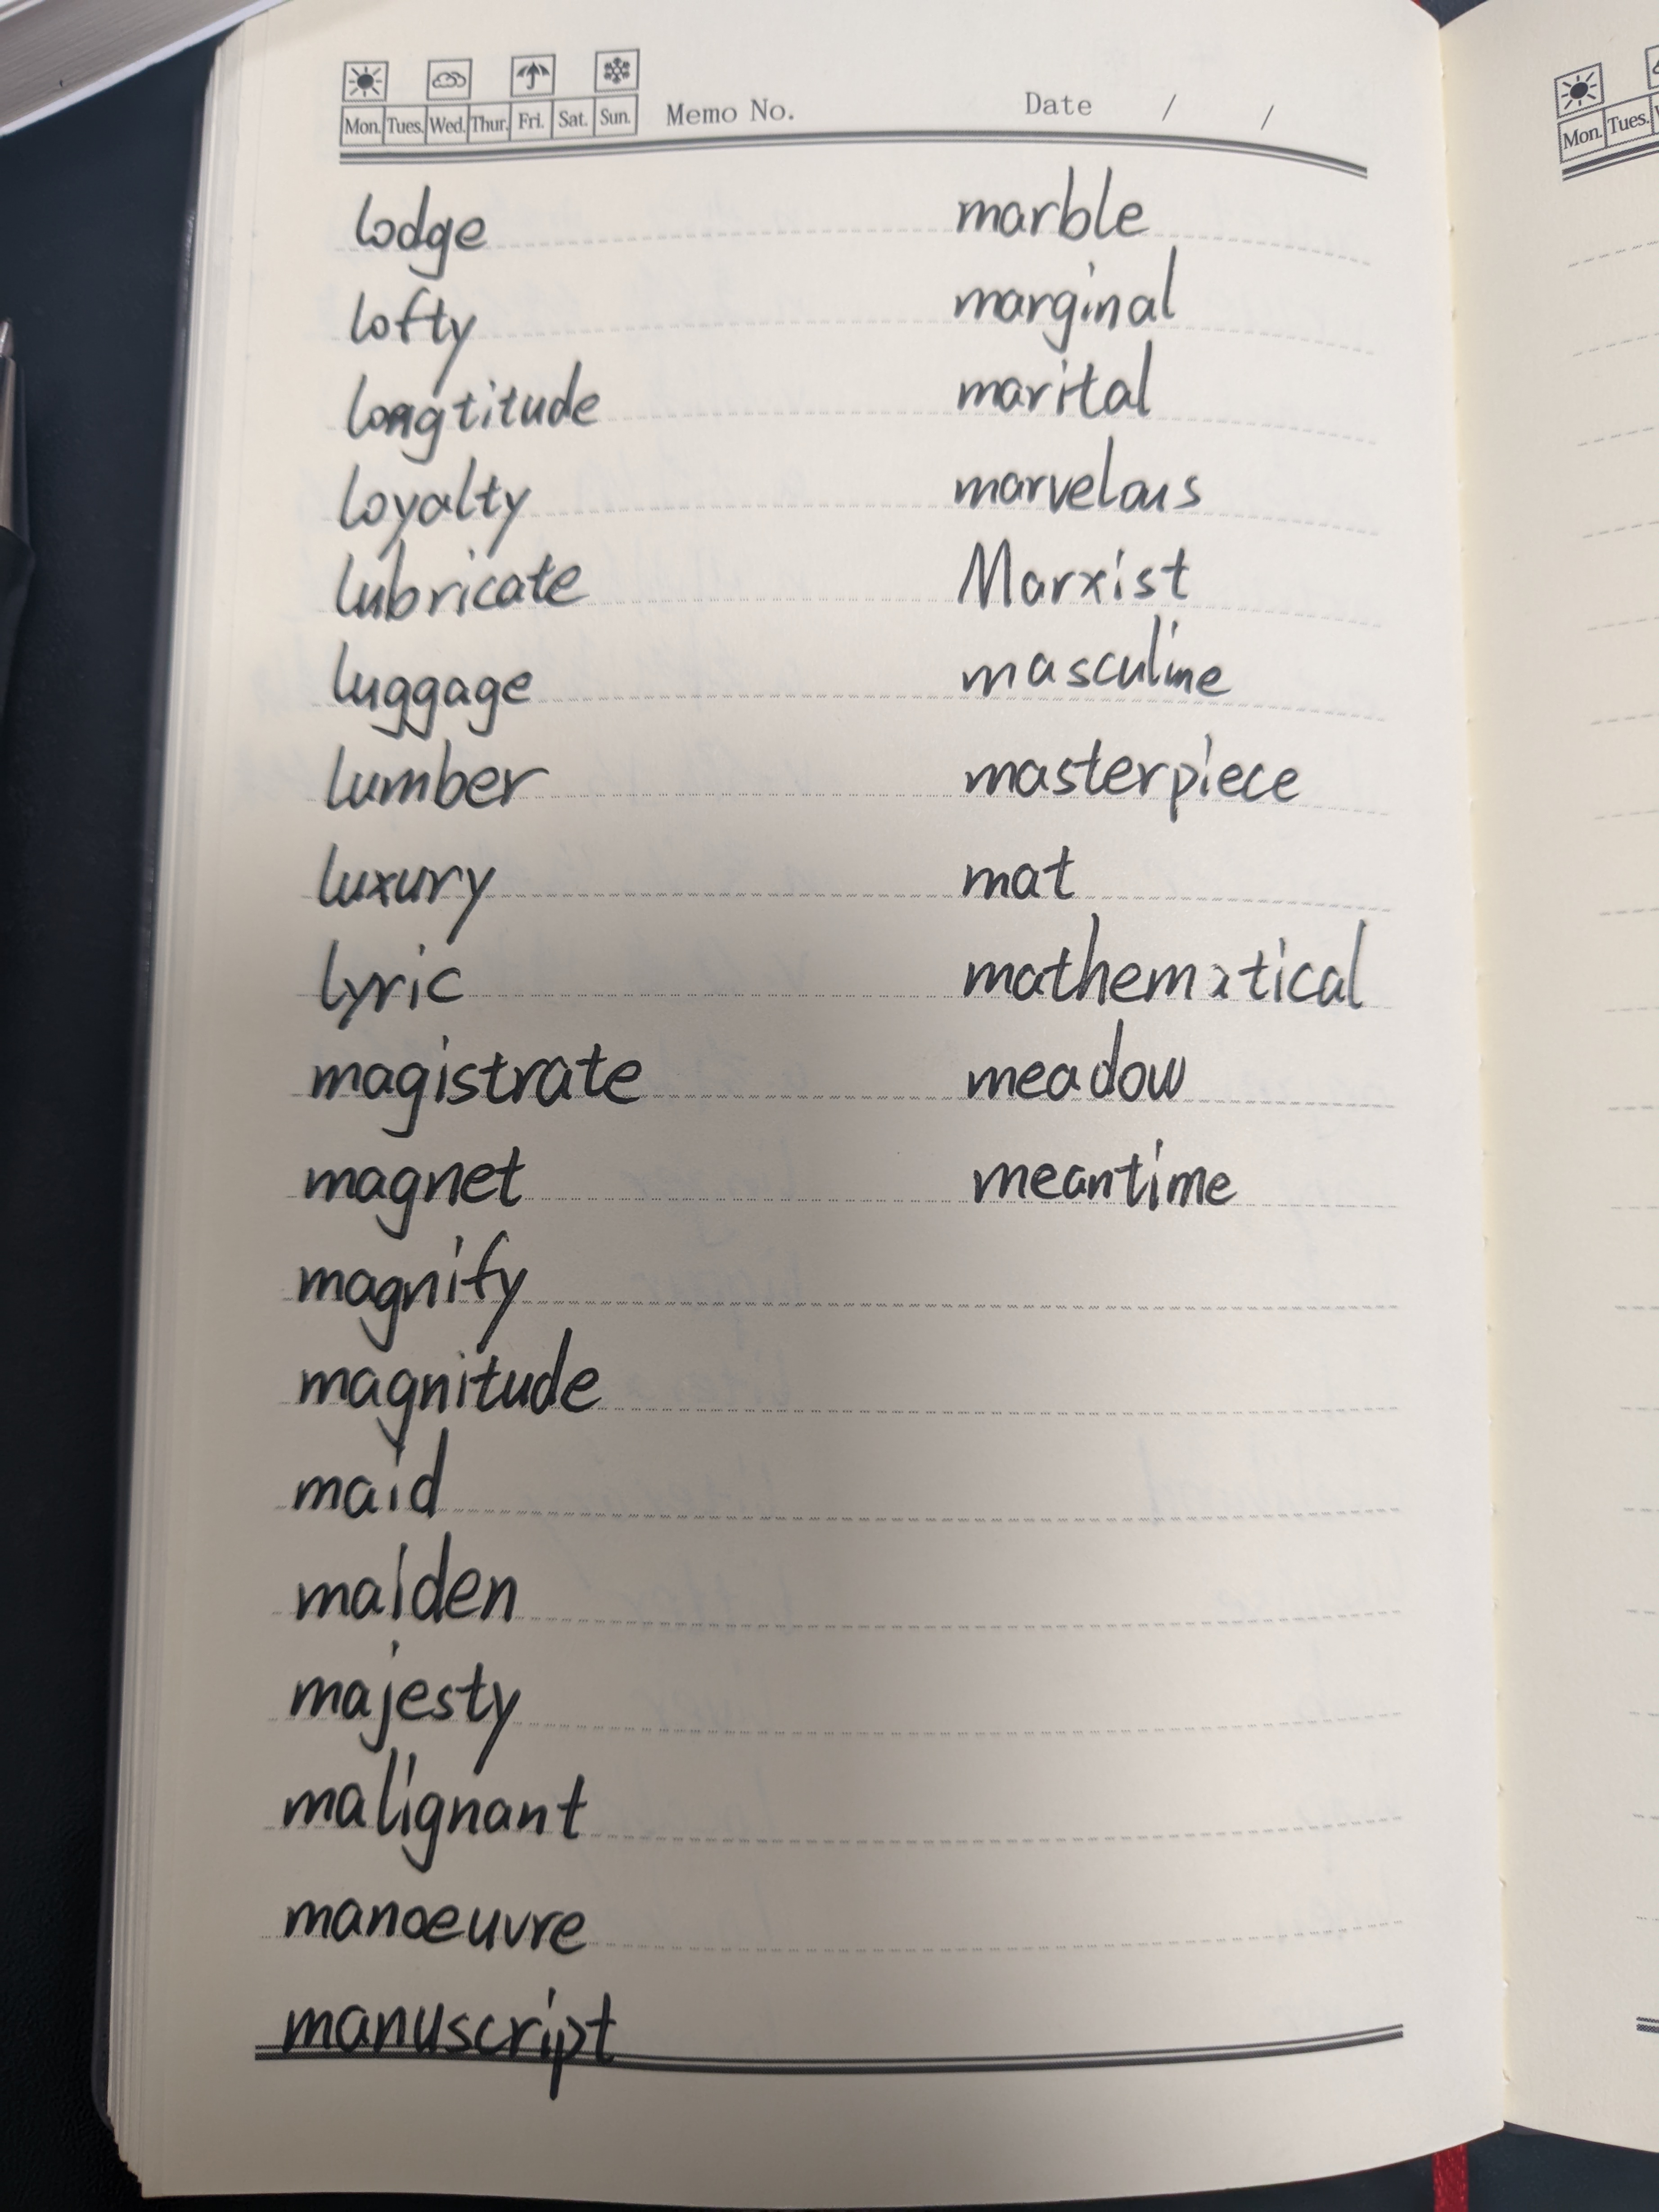 Mon. Tues. Wed. Thur. Fri. Sat. Sun. Memo No. Date / /
lodge
lofty
longtitude
loyalty
lubricate
luggage
lumber
luxury
lyric
magistrate
magnet
magnify
magnitude
maid
maiden
majesty
malignant
manoeuvre
manuscript
marble
marginal
marital
marvelous
Marxist
masculine
masterpiece
mat
mathematical
meadow
meantime
Mon. Tues.